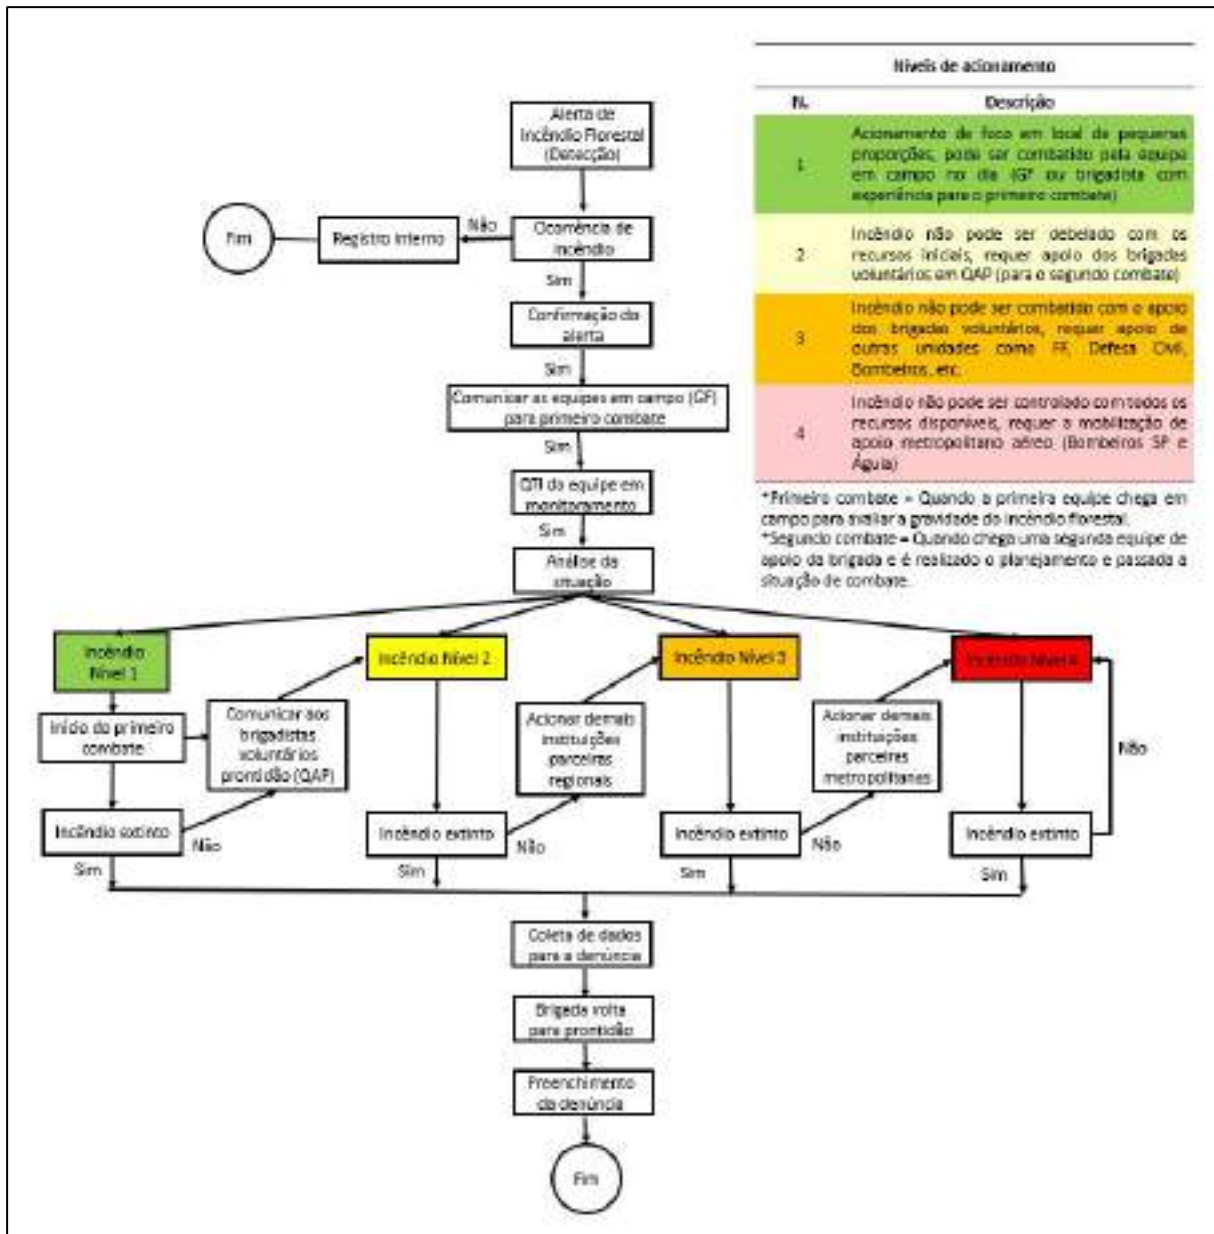 Níveis de acionamento
N.
Descrição
1
Acionamento de foco em local de pequenas
proporções, pode ser combatido pela equipe
em campo no dia (GF ou brigadista com
experiência para o primeiro combate)
2
Incêndio não pode ser debelado com os
recursos iniciais, requer apoio dos brigadas
voluntários em QAP (para o segundo combate)
3
Incêndio não pode ser combatido com o apoio
dos brigadas voluntários, requer apoio de
outras unidades como FF, Defesa Civil,
Bombeiros, etc.
4
Incêndio não pode ser controlado com todos os
recursos disponíveis, requer a mobilização de
apoio metropolitano aéreo (Bombeiros SP e
Águia)
*Primeiro combate = Quando a primeira equipe chega em
campo para avaliar a gravidade do incêndio florestal.
*Segundo combate = Quando chega uma segunda equipe de
apoio da brigada e é realizado o planejamento e passada a
situação de combate.
Alerta de
Incêndio Florestal
(Detecção)
Fim
Registro interno
Não
Ocorrência de
incêndio
Sim
Confirmação do
alerta
Sim
Comunicar as equipes em campo (GF)
para primeiro combate
Sim
QTI da equipe em
monitoramento
Sim
Análise da
situação
Incêndio
Nível 1
Incêndio Nível 2
Incêndio Nível 3
Incêndio Nível 4
Início do primeiro
combate
Comunicar aos
brigadistas
voluntários
prontidão (QAP)
Acionar demais
instituições
parceiras
regionais
Acionar demais
instituições
parceiras
metropolitanas
Não
Incêndio extinto
Não
Incêndio extinto
Não
Incêndio extinto
Não
Incêndio extinto
Sim
Sim
Sim
Sim
Coleta de dados
para a denúncia
Brigada volta
para prontidão
Preenchimento
da denúncia
Fim